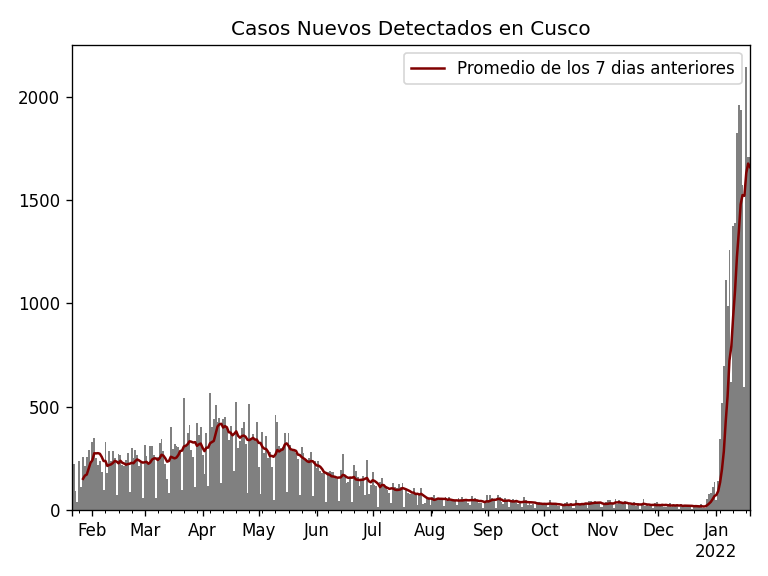 Casos Nuevos Detectados en Cusco
Promedio de los 7 dias anteriores
2000
1500
1000
500
0
Feb Mar Apr May Jun Jul Aug Sep Oct Nov Dec Jan
2022